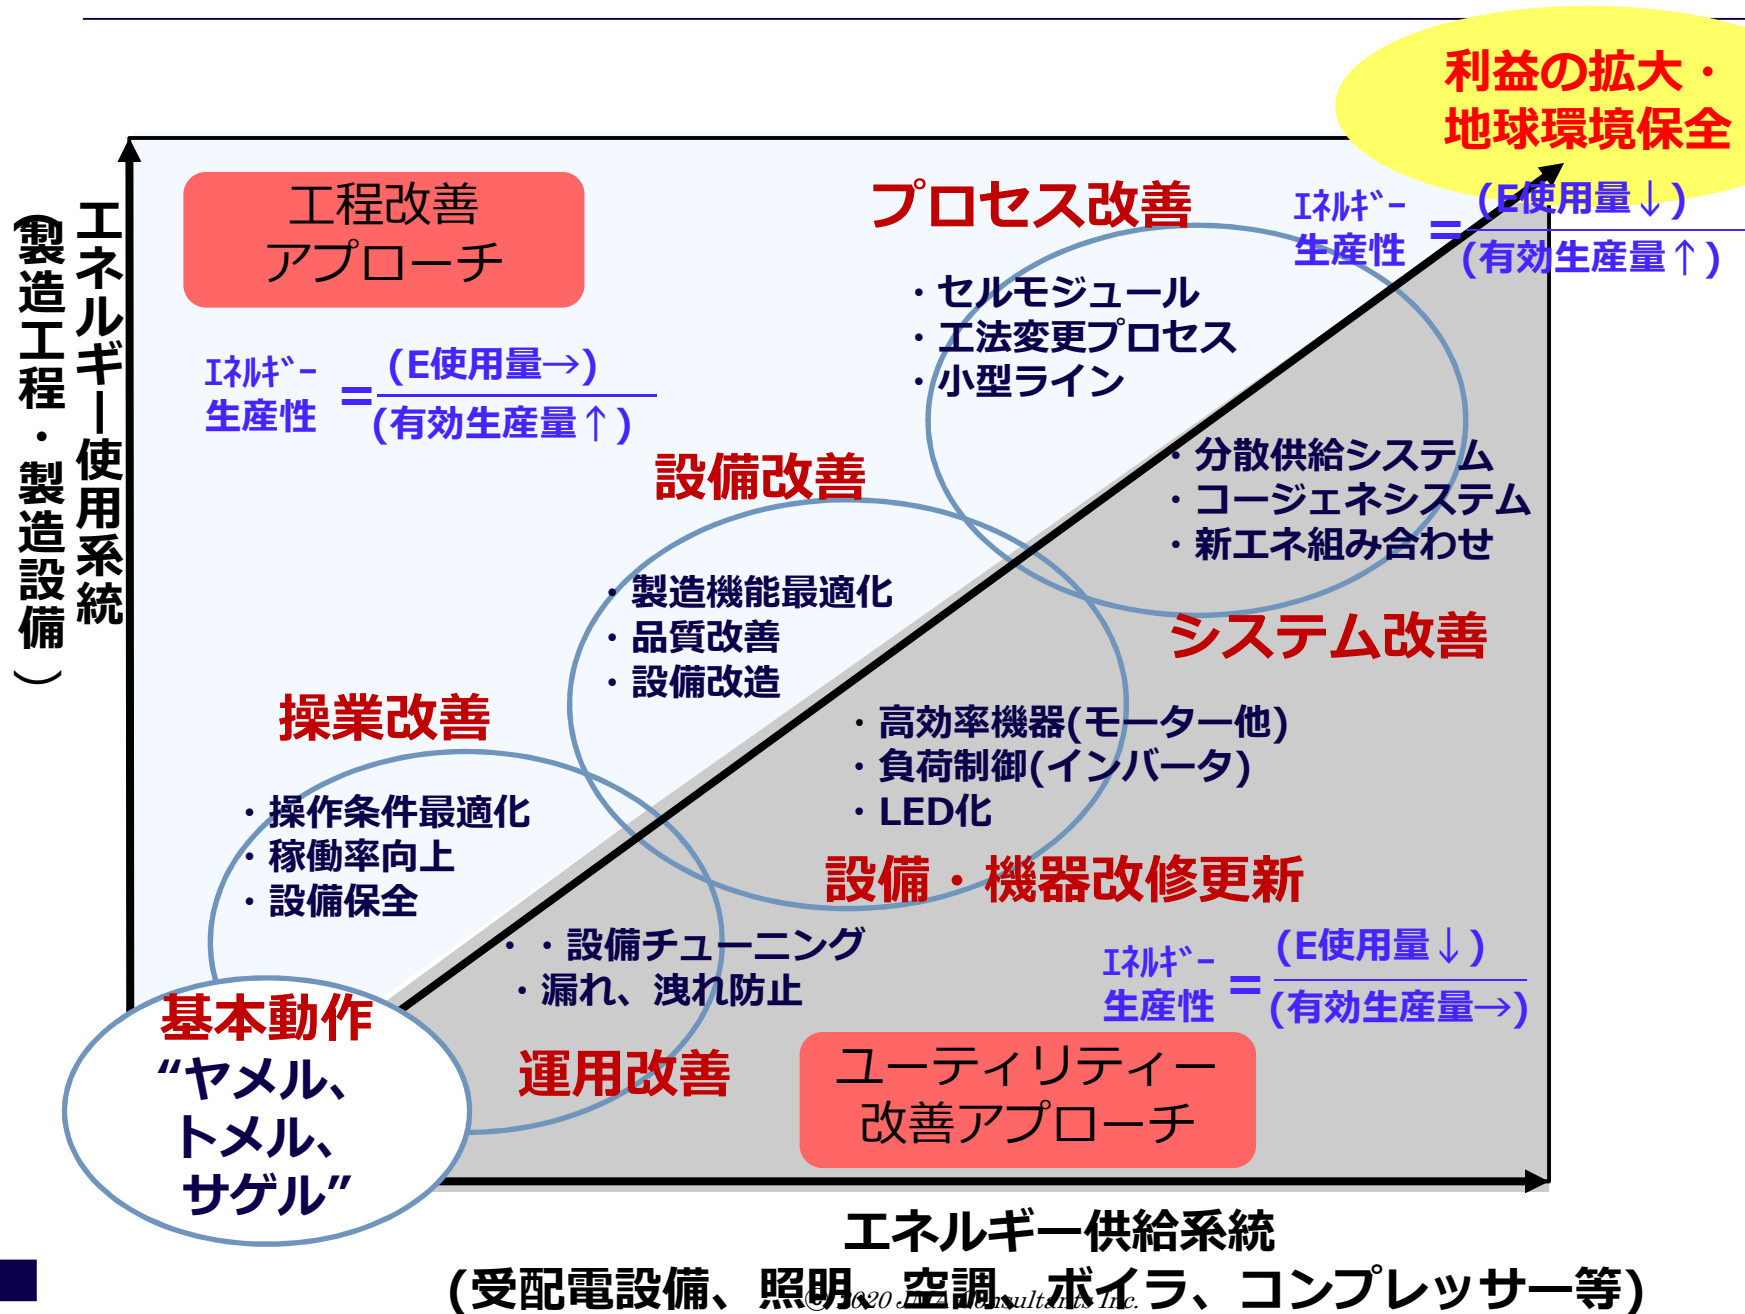 利益の拡大・
地球環境保全
工程改善
アプローチ
プロセス改善
ｴﾈﾙｷﾞｰ
生産性
=
(E使用量↓)
(有効生産量↑)
・セルモジュール
・工法変更プロセス
・小型ライン
エネルギー使用系統
(製造工程・製造設備)
ｴﾈﾙｷﾞｰ
生産性
=
(E使用量→)
(有効生産量↑)
設備改善
・分散供給システム
・コージェネシステム
・新エネ組み合わせ
・製造機能最適化
・品質改善
・設備改造
システム改善
操業改善
・高効率機器(モーター他)
・負荷制御(インバータ)
・LED化
・操作条件最適化
・稼働率向上
・設備保全
設備・機器改修更新
・・設備チューニング
・漏れ、洩れ防止
ｴﾈﾙｷﾞｰ
生産性
=
(E使用量↓)
(有効生産量→)
基本動作
“ヤメル、
トメル、
サゲル”
運用改善
ユーティリティー
改善アプローチ
エネルギー供給系統
(受配電設備、照明、空調、ボイラ、コンプレッサー等)
© 2020 JMA Consultants Inc.